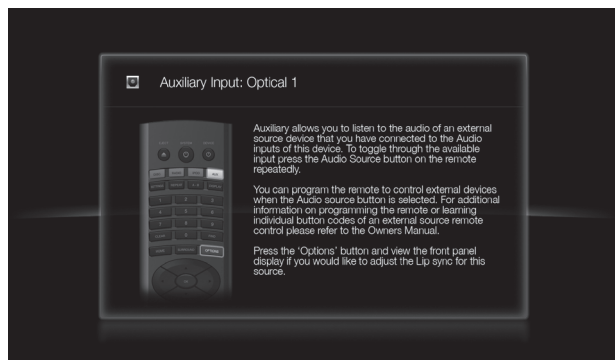 Auxiliary Input: Optical 1
Auxiliary allows you to listen to the audio of an external
source device that you have connected to the Audio
inputs of this device. To toggle through the available
input press the Audio Source button on the remote
repeatedly.
You can program the remote to control external devices
when the Audio source button is selected. For additional
information on programming the remote or learning
individual button codes of an external source remote
control please refer to the Owners Manual.
Press the 'Options' button and view the front panel
display if you would like to adjust the Lip sync for this
source.